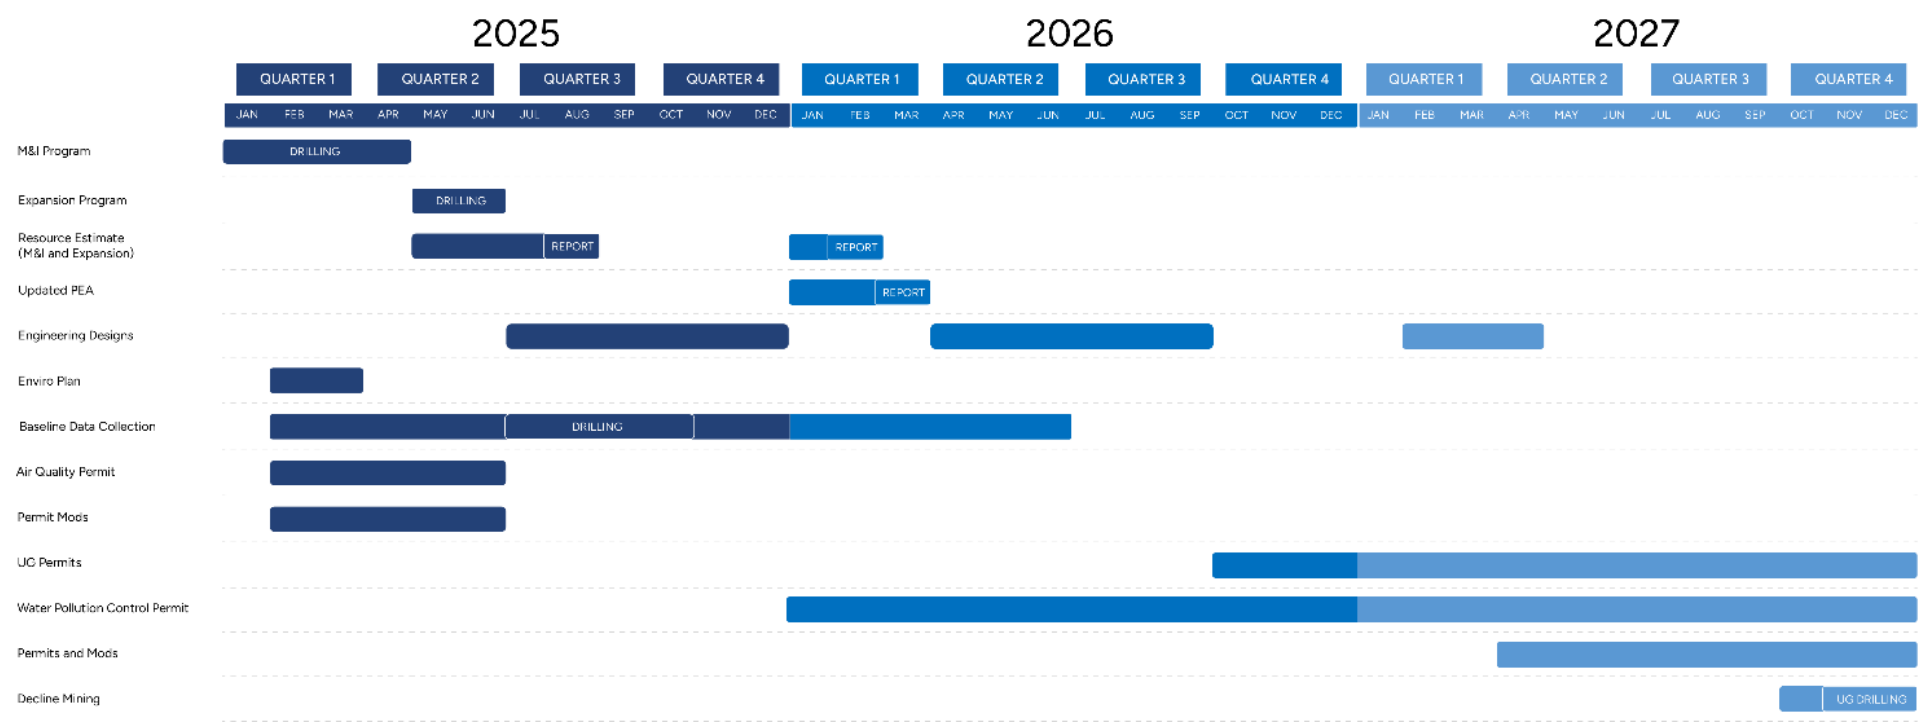 2025 2026 2027
QUARTER 1 QUARTER 2 QUARTER 3 QUARTER 4 QUARTER 1 QUARTER 2 QUARTER 3 QUARTER 4 QUARTER 1 QUARTER 2 QUARTER 3 QUARTER 4
JAN FEB MAR APR MAY JUN JUL AUG SEP OCT NOV DEC JAN FEB MAR APR MAY JUN JUL AUG SEP OCT NOV DEC JAN FEB MAR APR MAY JUN JUL AUG SEP OCT NOV DEC
M&I Program DRILLING
Expansion Program DRILLING
Resource Estimate
(M&I and Expansion) REPORT REPORT
Updated PEA REPORT
Engineering Designs
Enviro Plan
Baseline Data Collection DRILLING
Air Quality Permit
Permit Mods
UG Permits
Water Pollution Control Permit
Permits and Mods
Decline Mining UG DRILLING